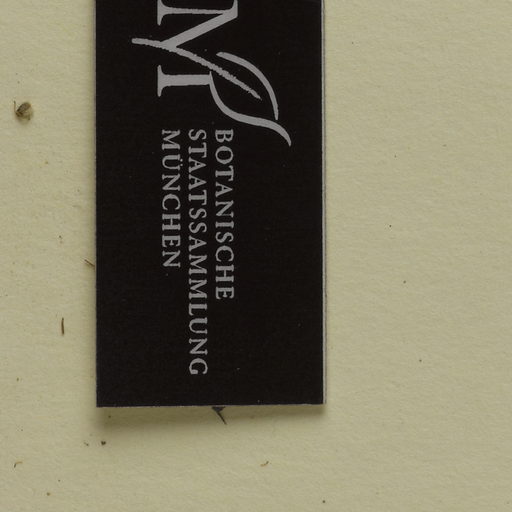 M
BOTANISCHE
STAATSSAMMLUNG
MÜNCHEN